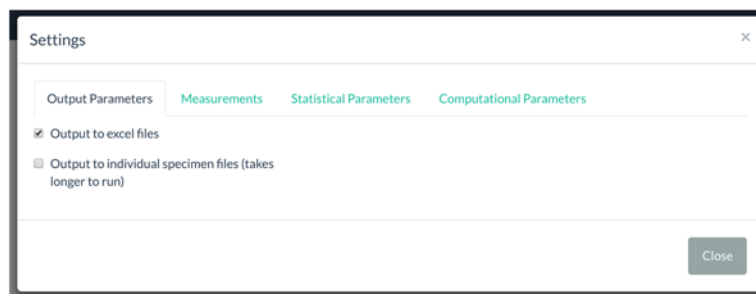 Settings
×
Output Parameters
Measurements
Statistical Parameters
Computational Parameters
Output to excel files
Output to individual specimen files (takes
longer to run)
Close